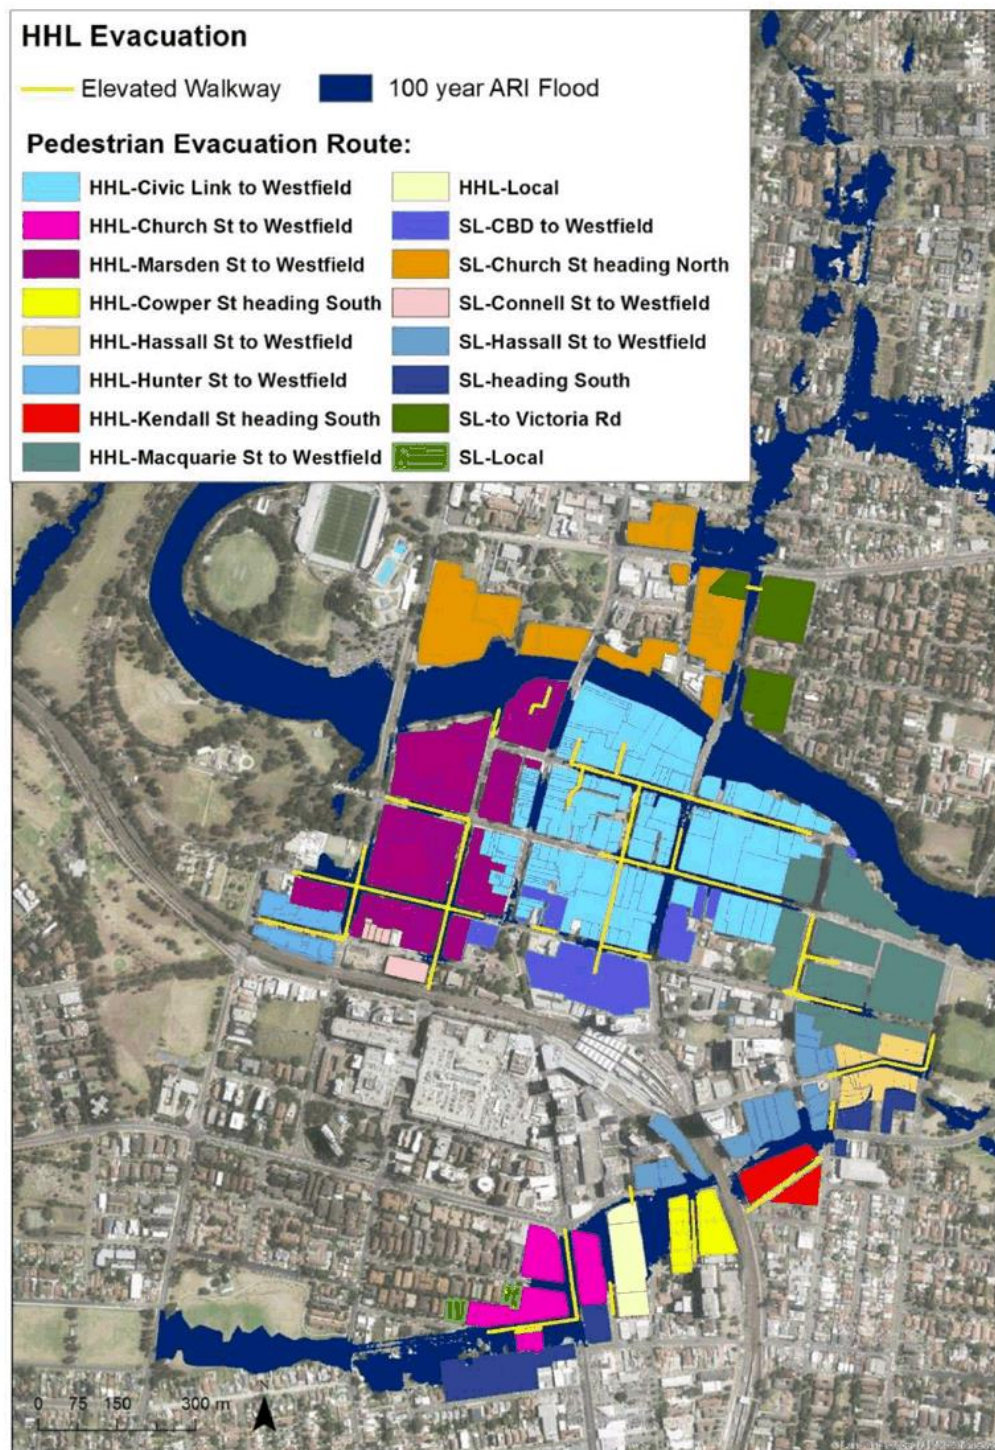 HHL Evacuation
Elevated Walkway
100 year ARI Flood
Pedestrian Evacuation Route:
HHL-Civic Link to Westfield
HHL-Church St to Westfield
HHL-Marsden St to Westfield
HHL-Cowper St heading South
HHL-Hassall St to Westfield
HHL-Hunter St to Westfield
HHL-Kendall St heading South
HHL-Macquarie St to Westfield
HHL-Local
SL-CBD to Westfield
SL-Church St heading North
SL-Connell St to Westfield
SL-Hassall St to Westfield
SL-heading South
SL-to Victoria Rd
SL-Local
0 75 150 300 m